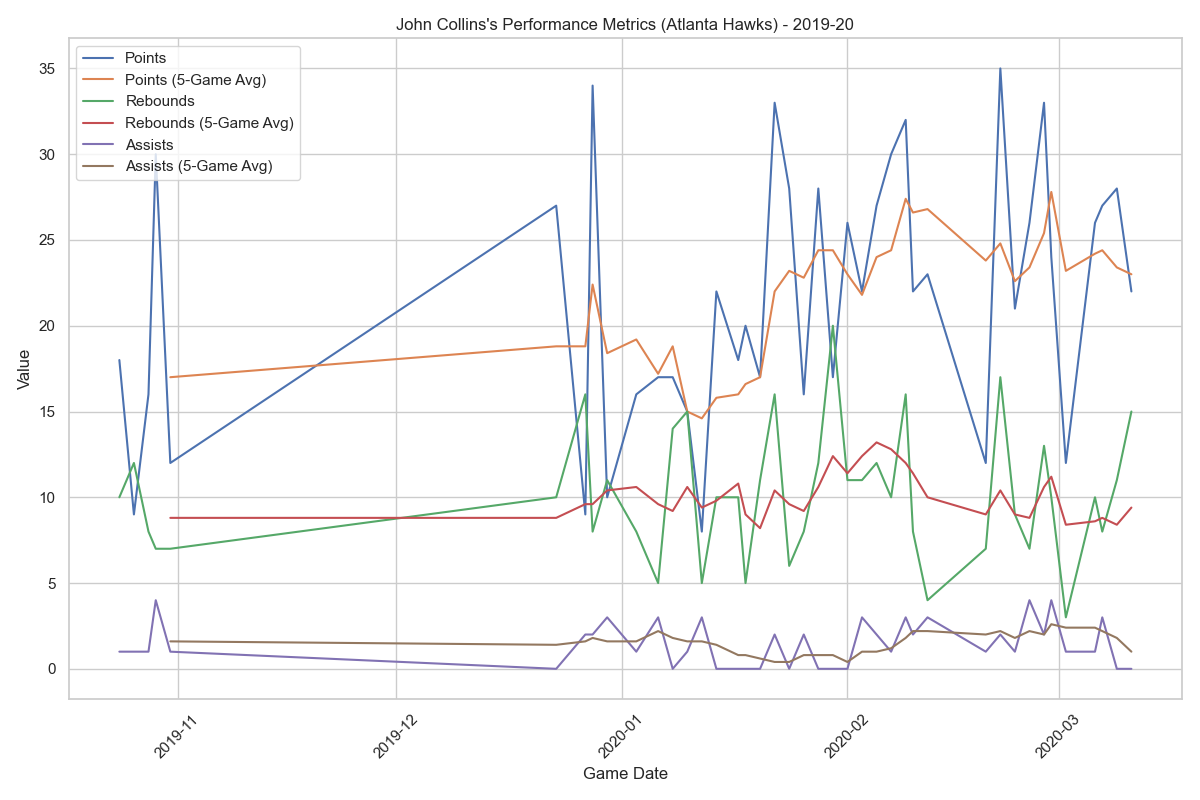 John Collins's Performance Metrics (Atlanta Hawks) - 2019-20
Points
Points (5-Game Avg)
Rebounds
Rebounds (5-Game Avg)
Assists
Assists (5-Game Avg)
Value
35
30
25
20
15
10
5
0
2019-11
2019-12
2020-01
2020-02
2020-03
Game Date